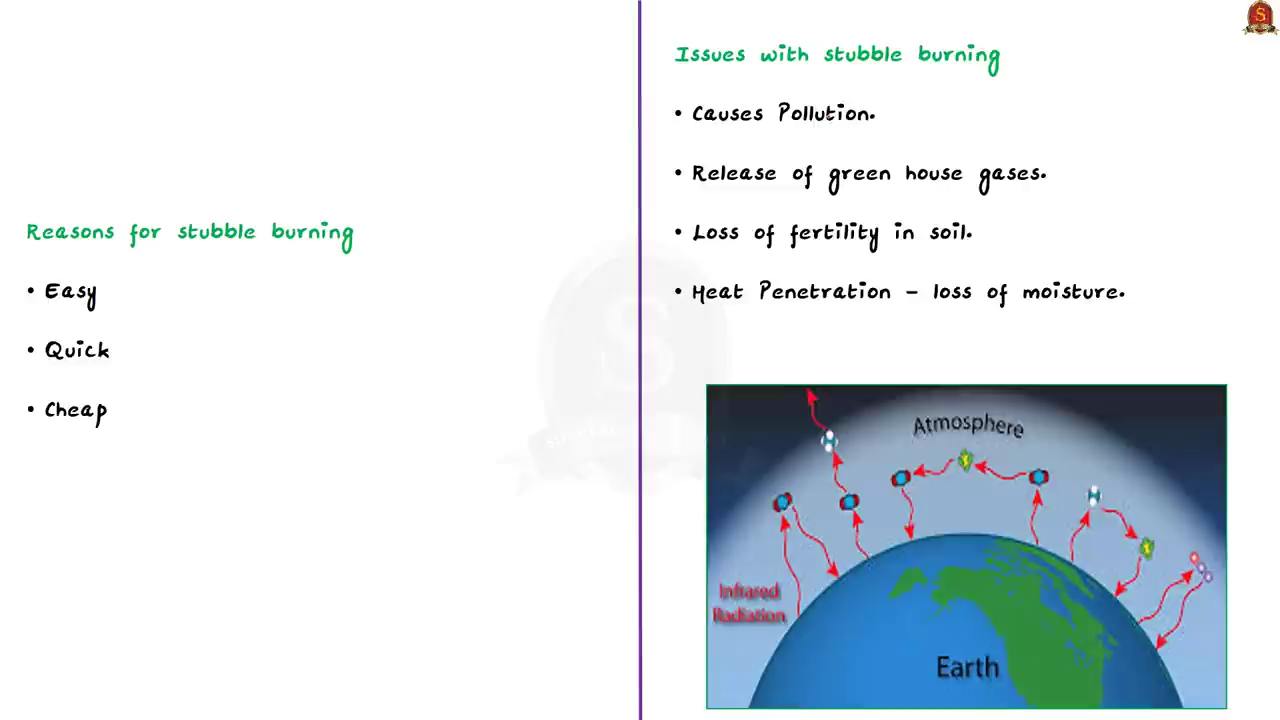 Reasons for stubble burning
• Easy
• Quick
• Cheap
Issues with stubble burning
• Causes Pollution.
• Release of green house gases.
• Loss of fertility in soil.
• Heat Penetration – loss of moisture.
Atmosphere
Infrared
Radiation
Earth
S